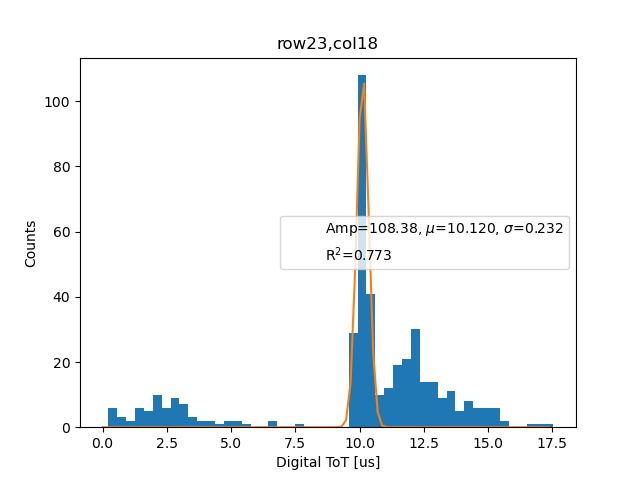 row23,col18
100
80
60
40
20
0
Counts
Amp=108.38, μ=10.120, σ=0.232
R²=0.773
0.0 2.5 5.0 7.5 10.0 12.5 15.0 17.5
Digital ToT [us]